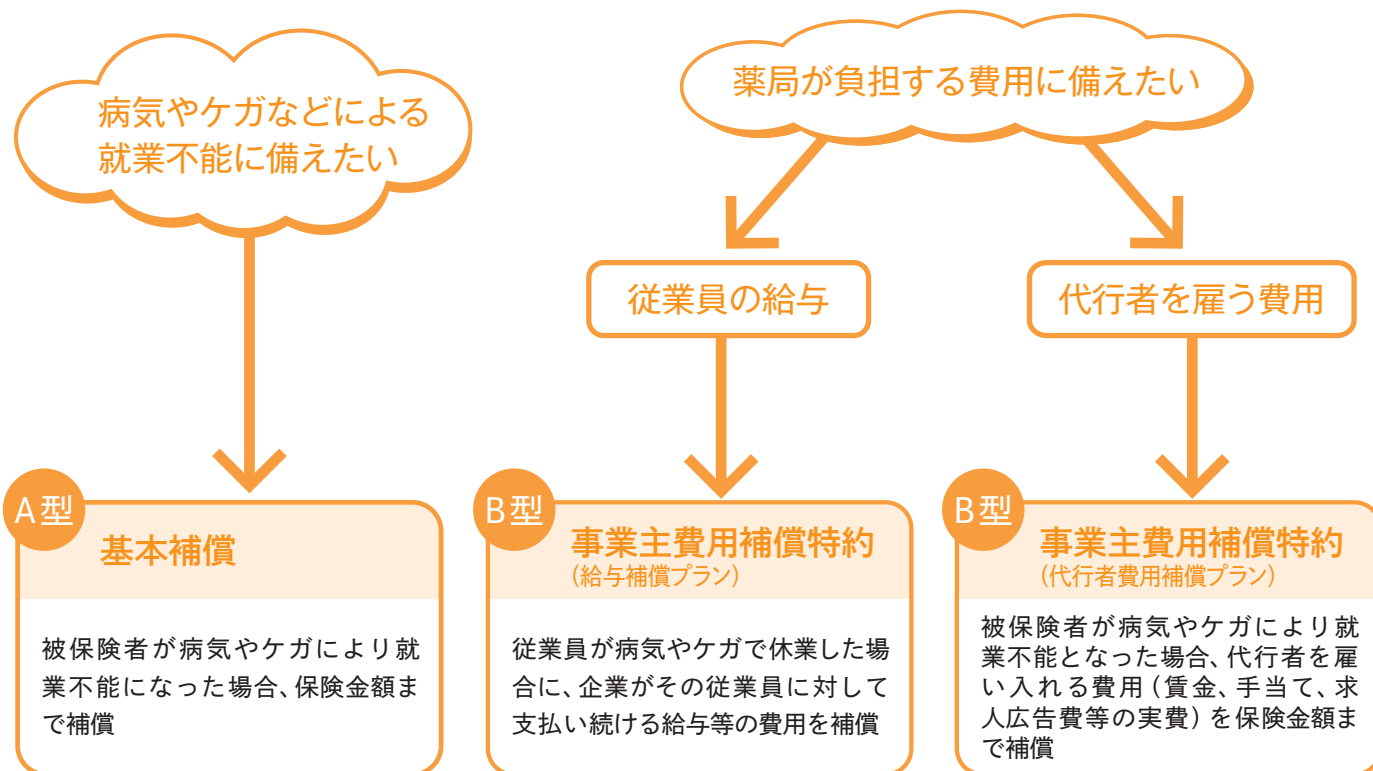 病気やケガなどによる
就業不能に備えたい
薬局が負担する費用に備えたい
従業員の給与
代行者を雇う費用
A型
基本補償
被保険者が病気やケガにより就
業不能になった場合、保険金額ま
で補償
B型
事業主費用補償特約
(給与補償プラン)
従業員が病気やケガで休業した場
合に、企業がその従業員に対して
支払い続ける給与等の費用を補償
B型
事業主費用補償特約
(代行者費用補償プラン)
被保険者が病気やケガにより就
業不能となった場合、代行者を雇
い入れる費用(賃金、手当て、求
人広告費等の実費)を保険金額ま
で補償